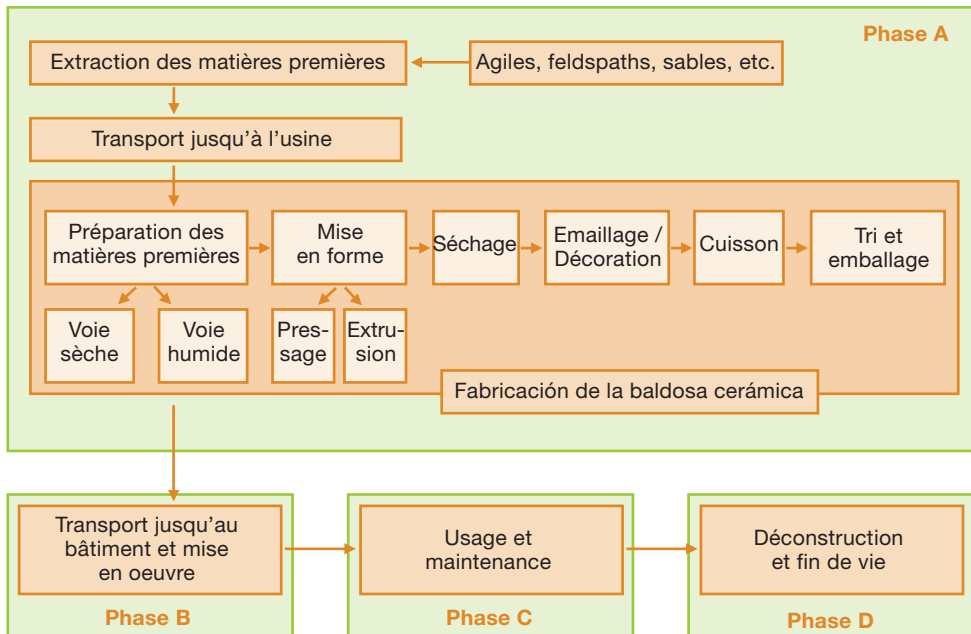 Phase A
Extraction des matières premières
Agiles, feldspaths, sables, etc.
Transport jusqu'à l'usine
Préparation des
matières premières
Mise
en forme
Séchage
Emaillage /
Décoration
Cuisson
Tri et
emballage
Voie
sèche
Voie
humide
Pres-
sage
Extru-
sion
Fabricación de la baldosa cerámica
Transport jusqu'au
bâtiment et mise
en oeuvre
Phase B
Usage et
maintenance
Phase C
Déconstruction
et fin de vie
Phase D